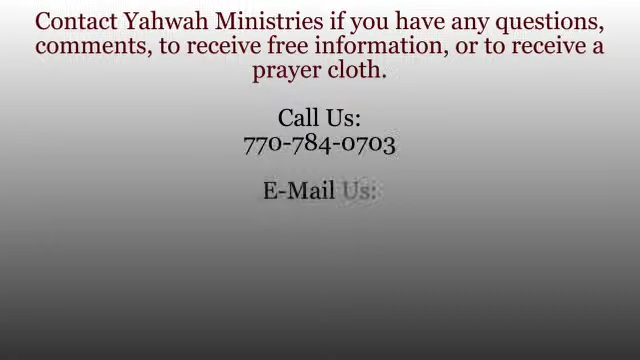 Contact Yahwah Ministries if you have any questions,
comments, to receive free information, or to receive a
prayer cloth.
Call Us:
770-784-0703
E-Mail Us: